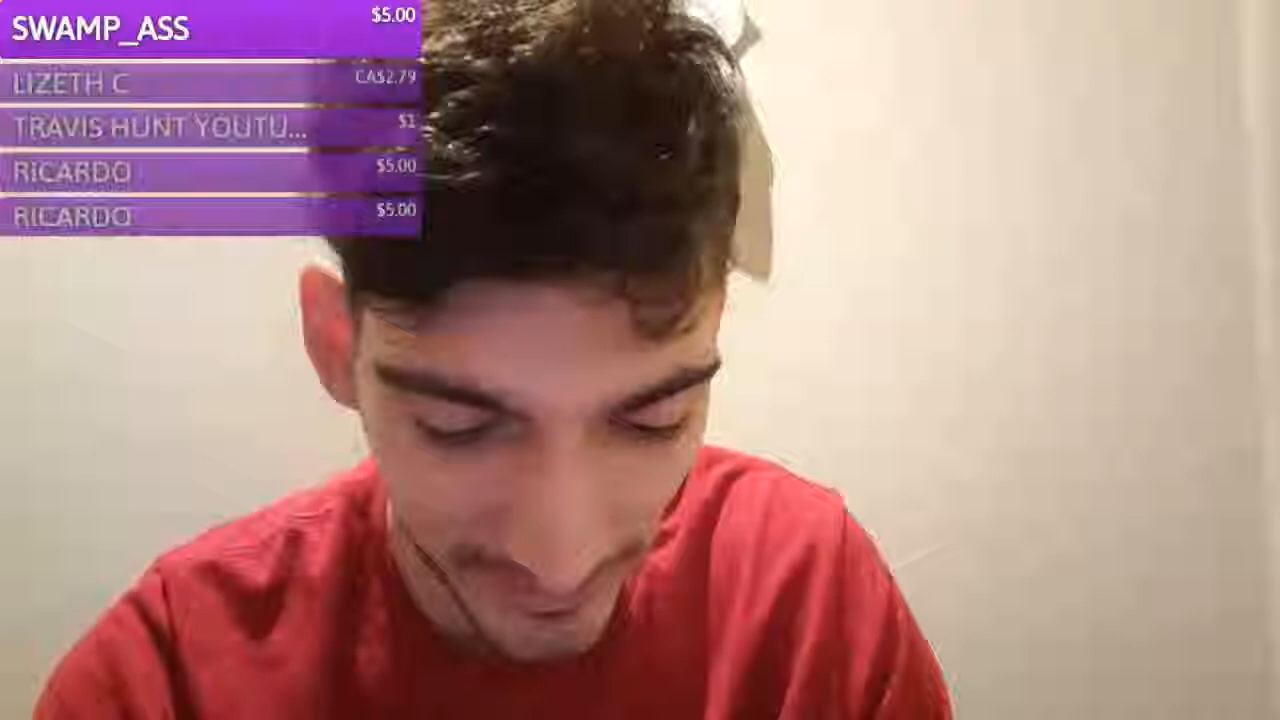 SWAMP_ASS $5.00
LIZETH C CA$2.79
TRAVIS HUNT YOUTU... $1
RICARDO $5.00
RICARDO $5.00